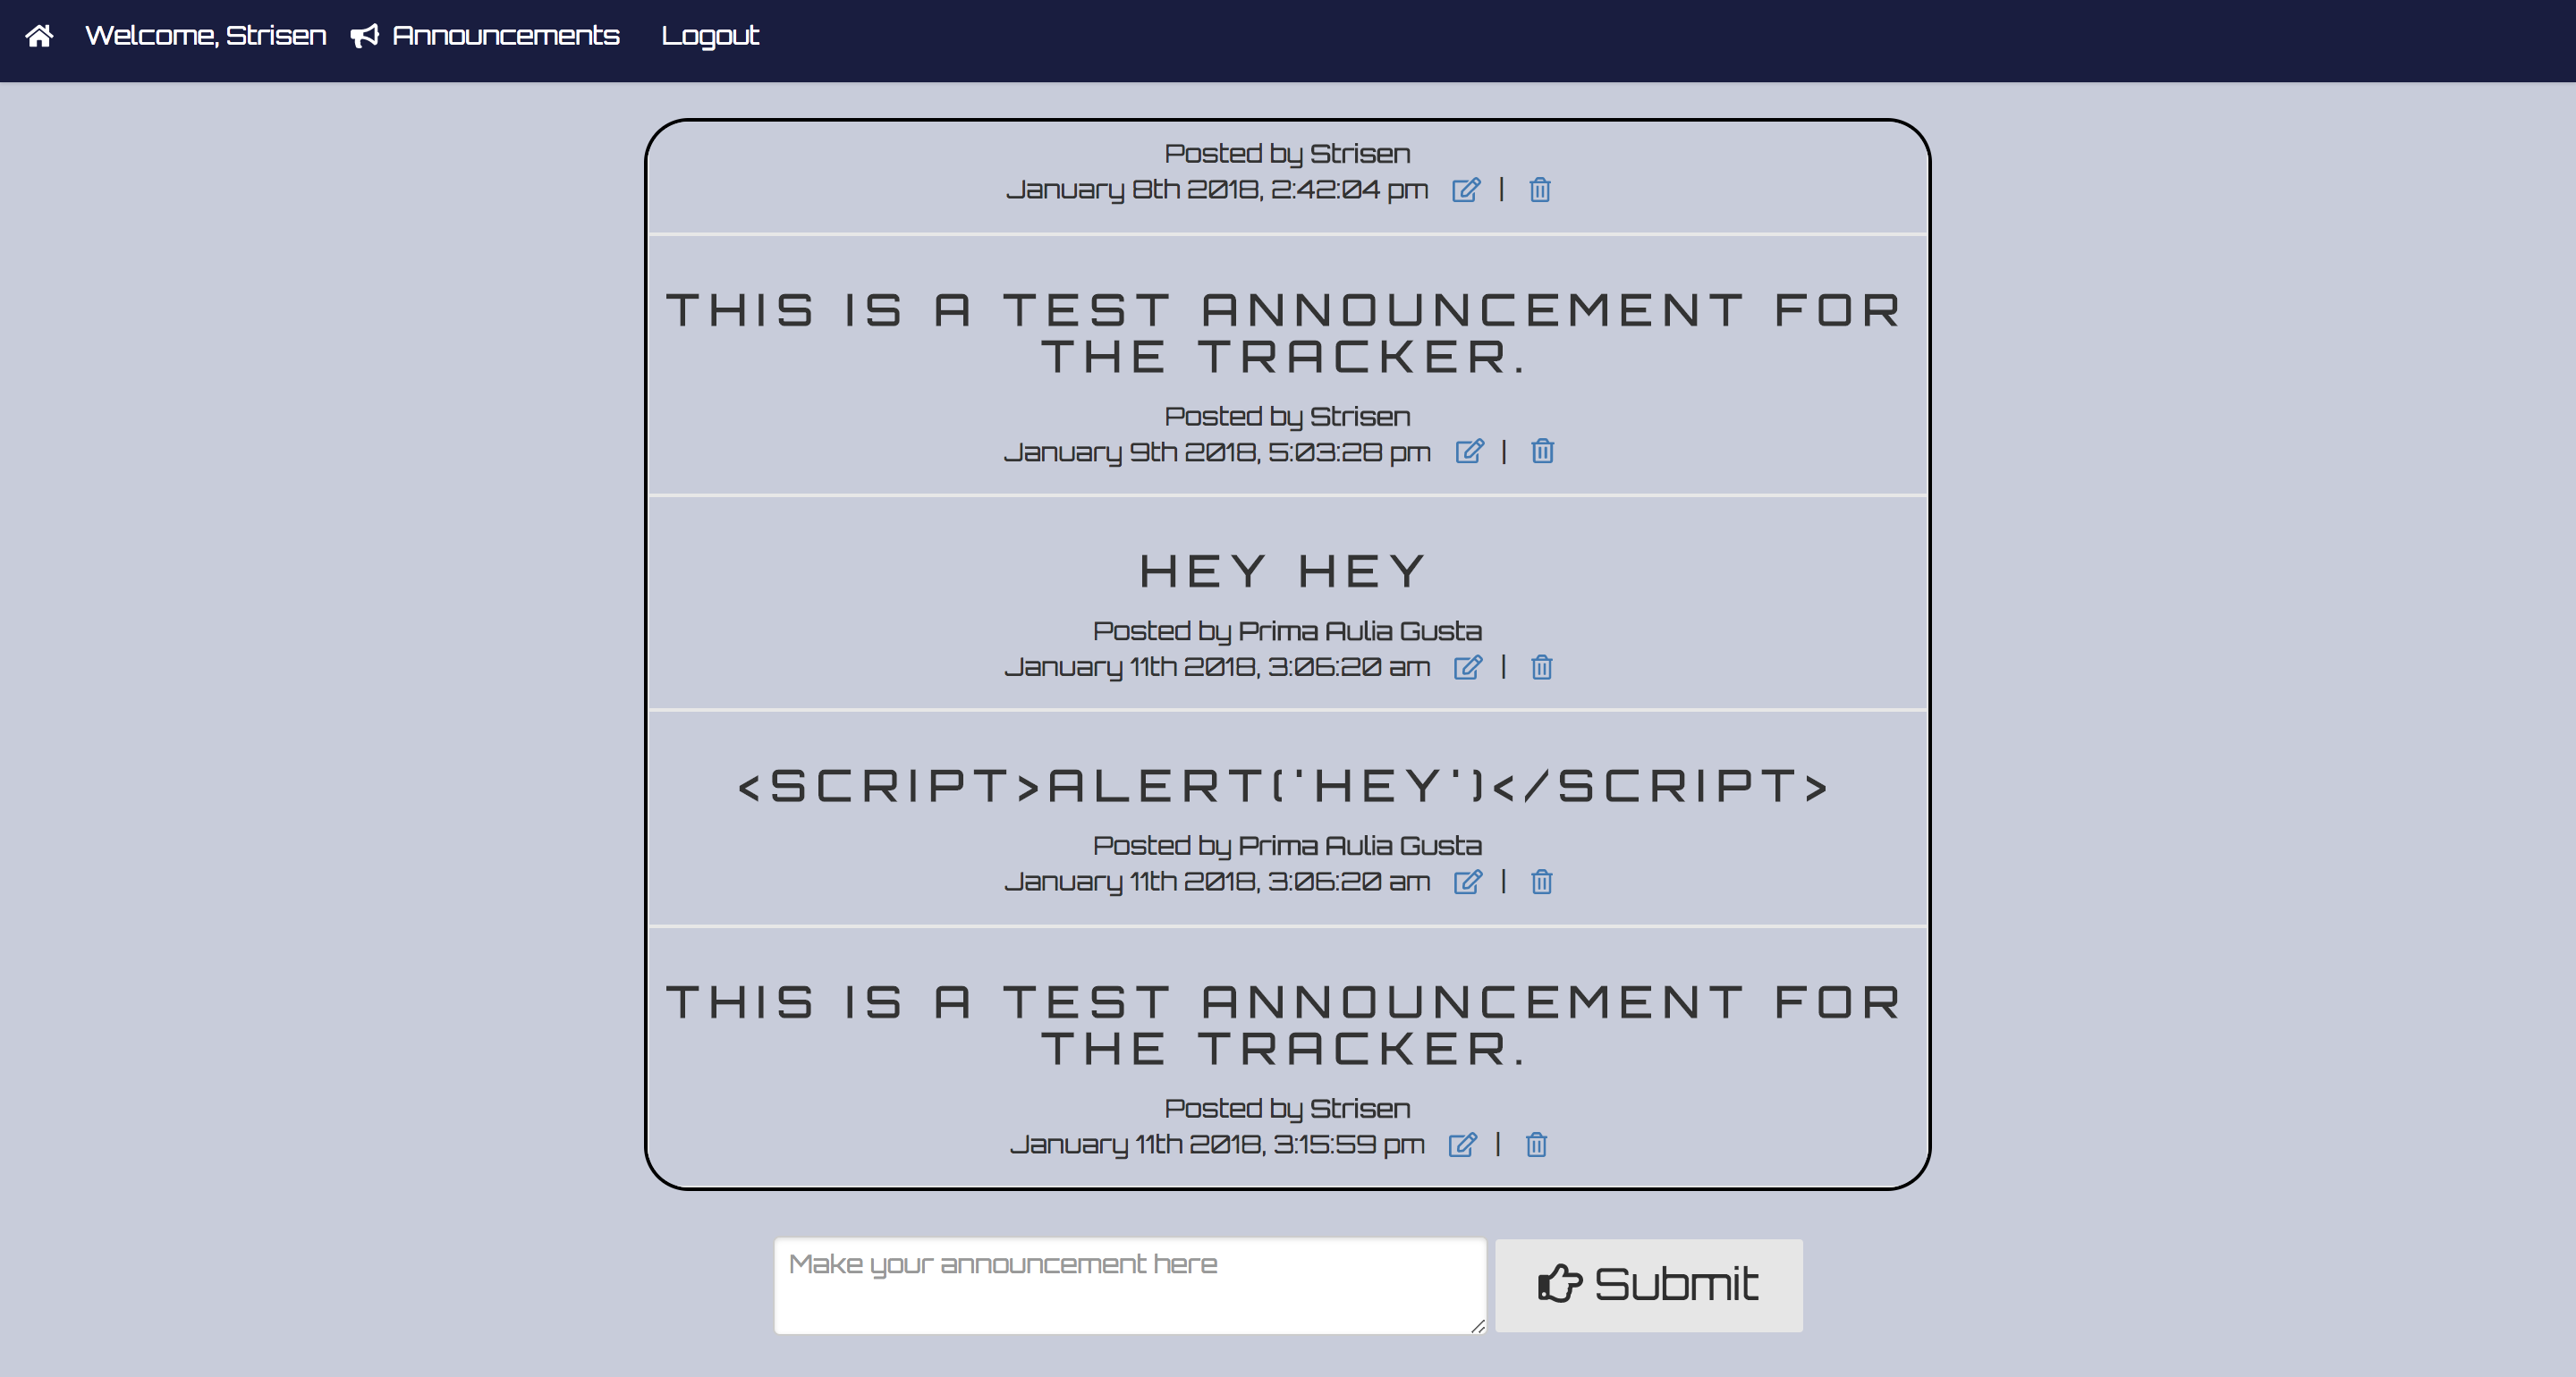 Welcome, Strisen Announcements Logout
Posted by Strisen
January 8th 2018, 2:42:04 pm |
THIS IS A TEST ANNOUNCEMENT FOR
THE TRACKER.
Posted by Strisen
January 9th 2018, 5:03:28 pm |
HEY HEY
Posted by Prima Aulia Gusta
January 11th 2018, 3:06:20 am |
<SCRIPT>ALERT('HEY')</SCRIPT>
Posted by Prima Aulia Gusta
January 11th 2018, 3:06:20 am |
THIS IS A TEST ANNOUNCEMENT FOR
THE TRACKER.
Posted by Strisen
January 11th 2018, 3:15:59 pm |
Make your announcement here
Submit